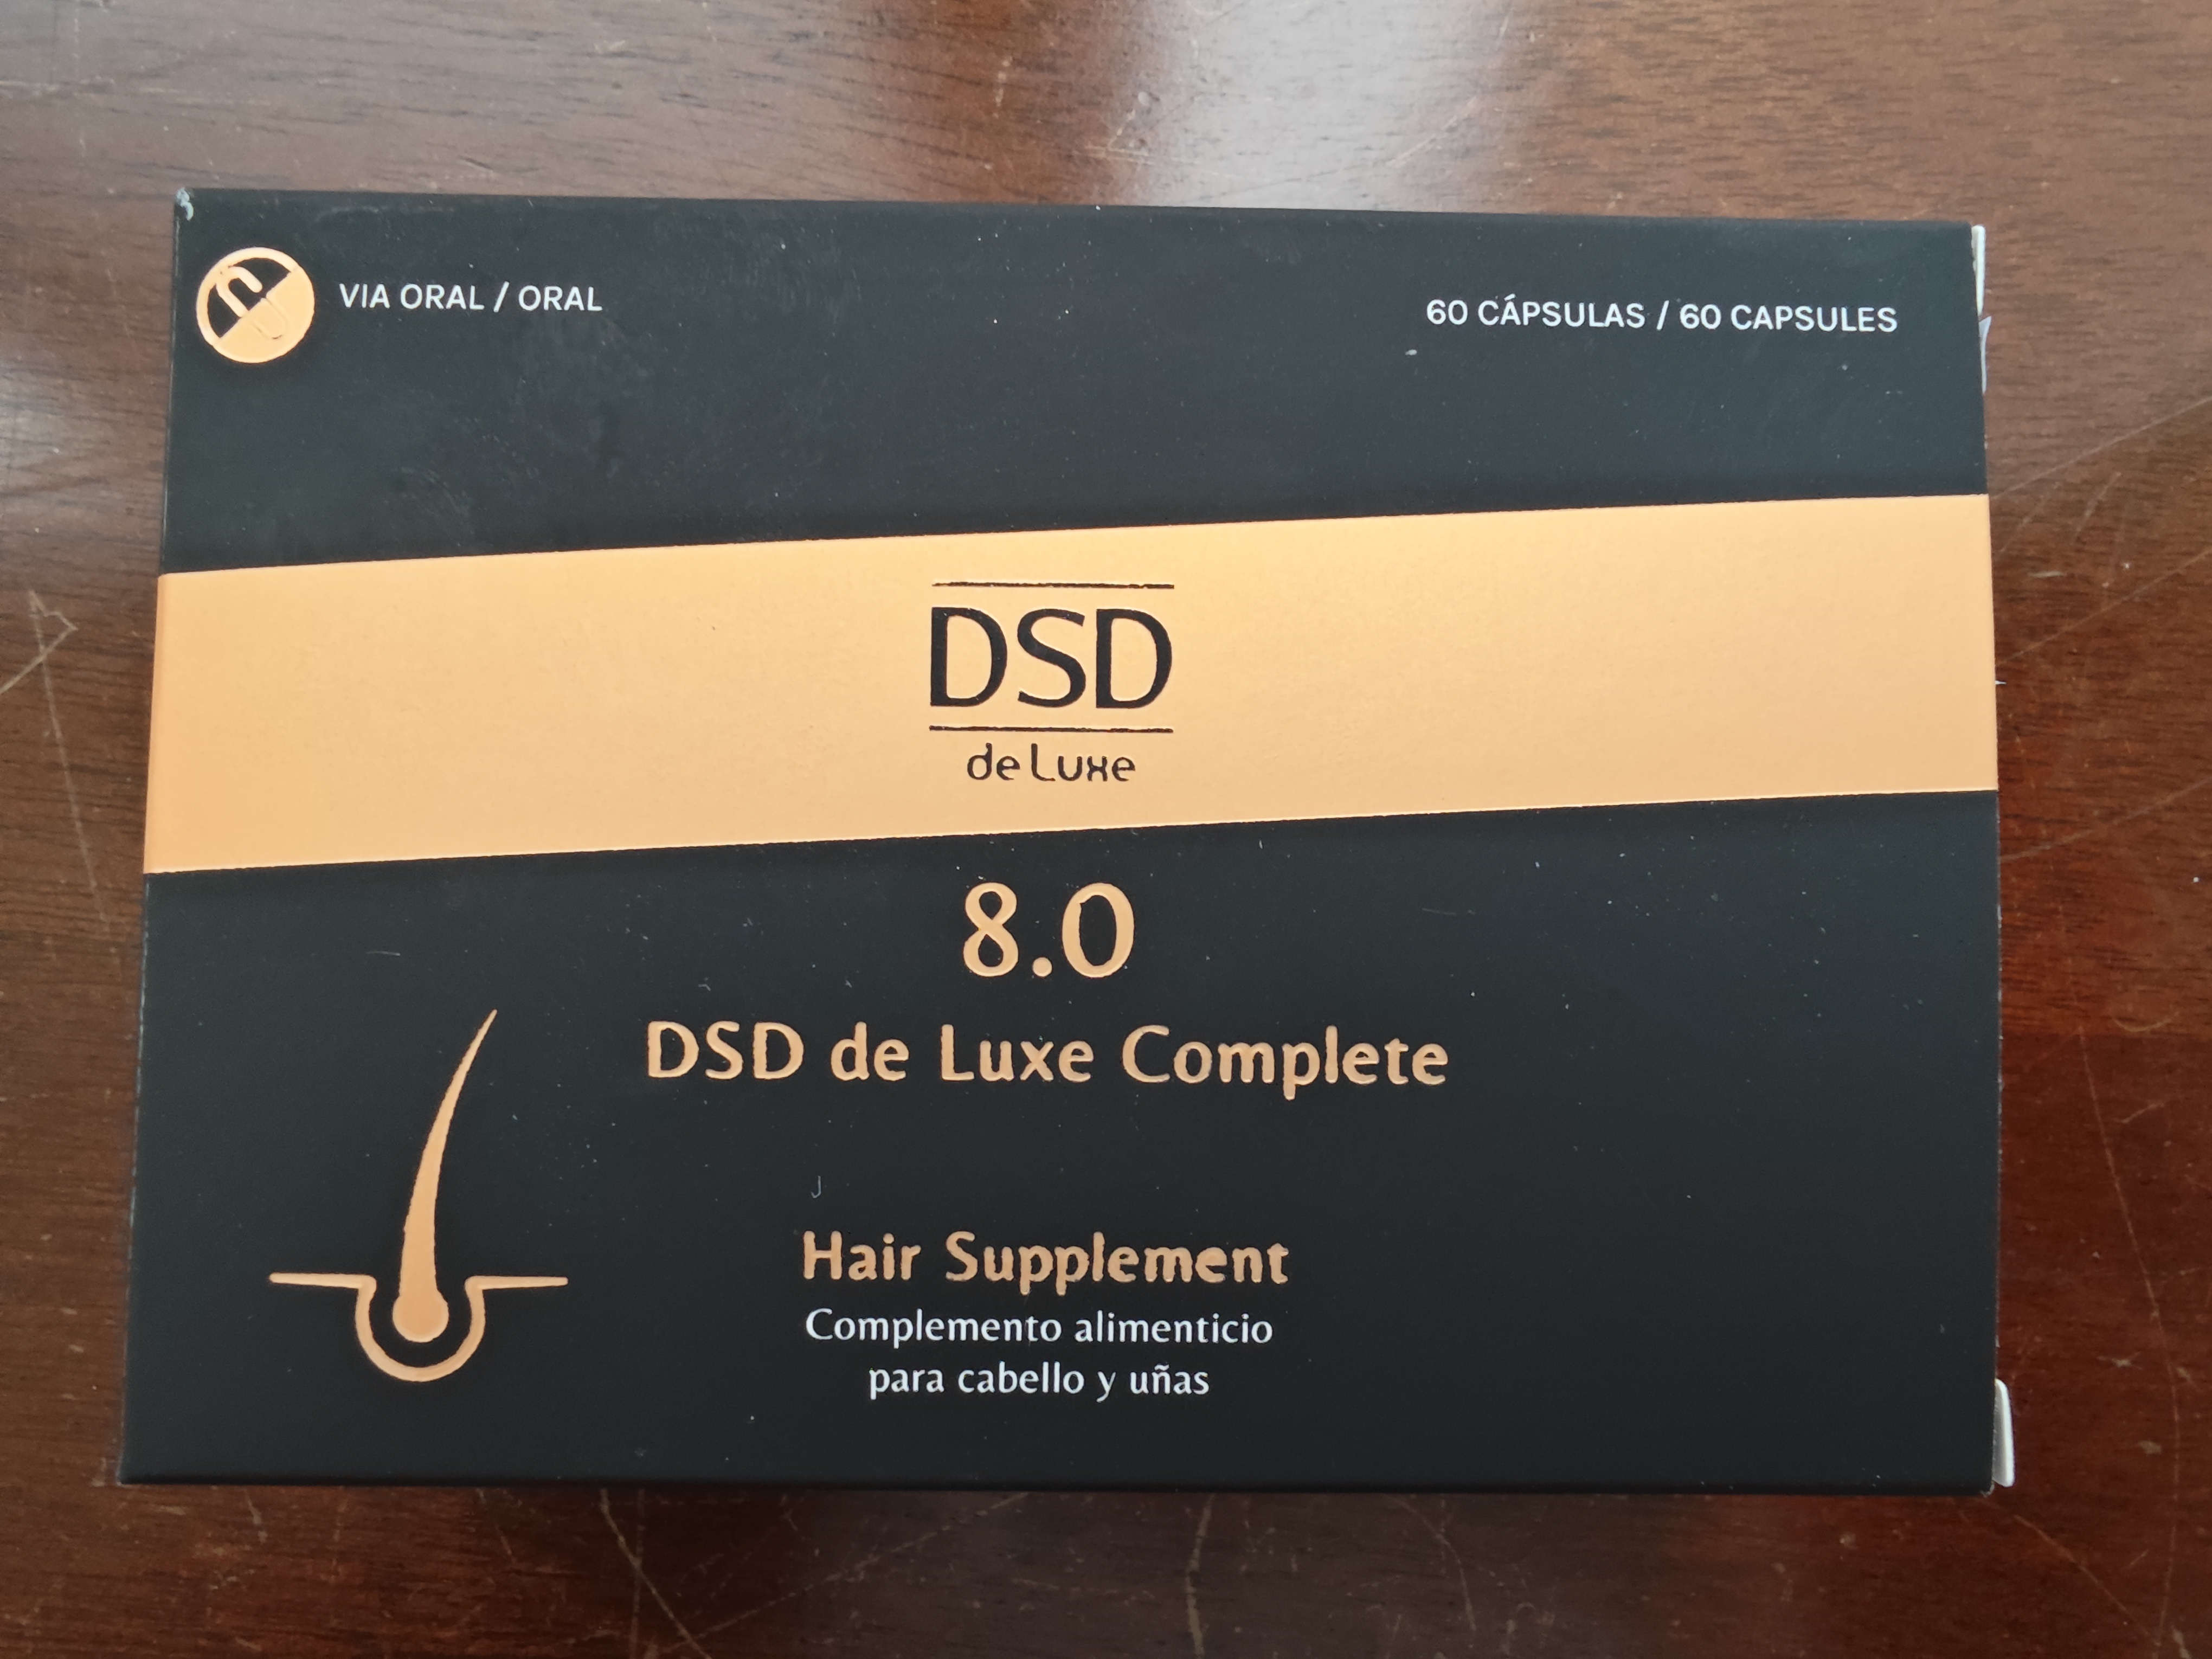 VIA ORAL / ORAL
60 CÁPSULAS / 60 CAPSULES
DSD
de Luxe
8.0
DSD de Luxe Complete
Hair Supplement
Complemento alimenticio
para cabello y uñas